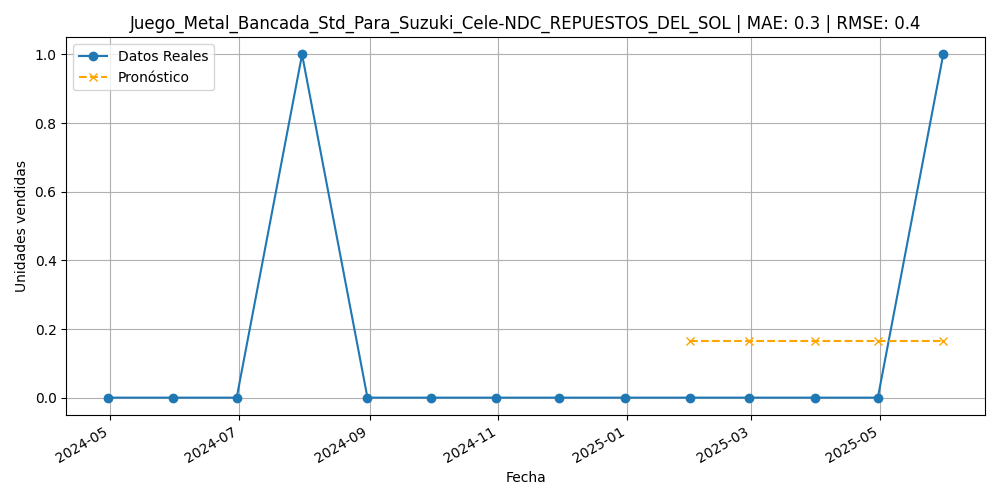 Juego_Metal_Bancada_Std_Para_Suzuki_Cele-NDC_REPUESTOS_DEL_SOL | MAE: 0.3 | RMSE: 0.4
Datos Reales
Pronóstico
Unidades vendidas
1.0
0.8
0.6
0.4
0.2
0.0
2024-05
2024-07
2024-09
2024-11
2025-01
2025-03
2025-05
Fecha